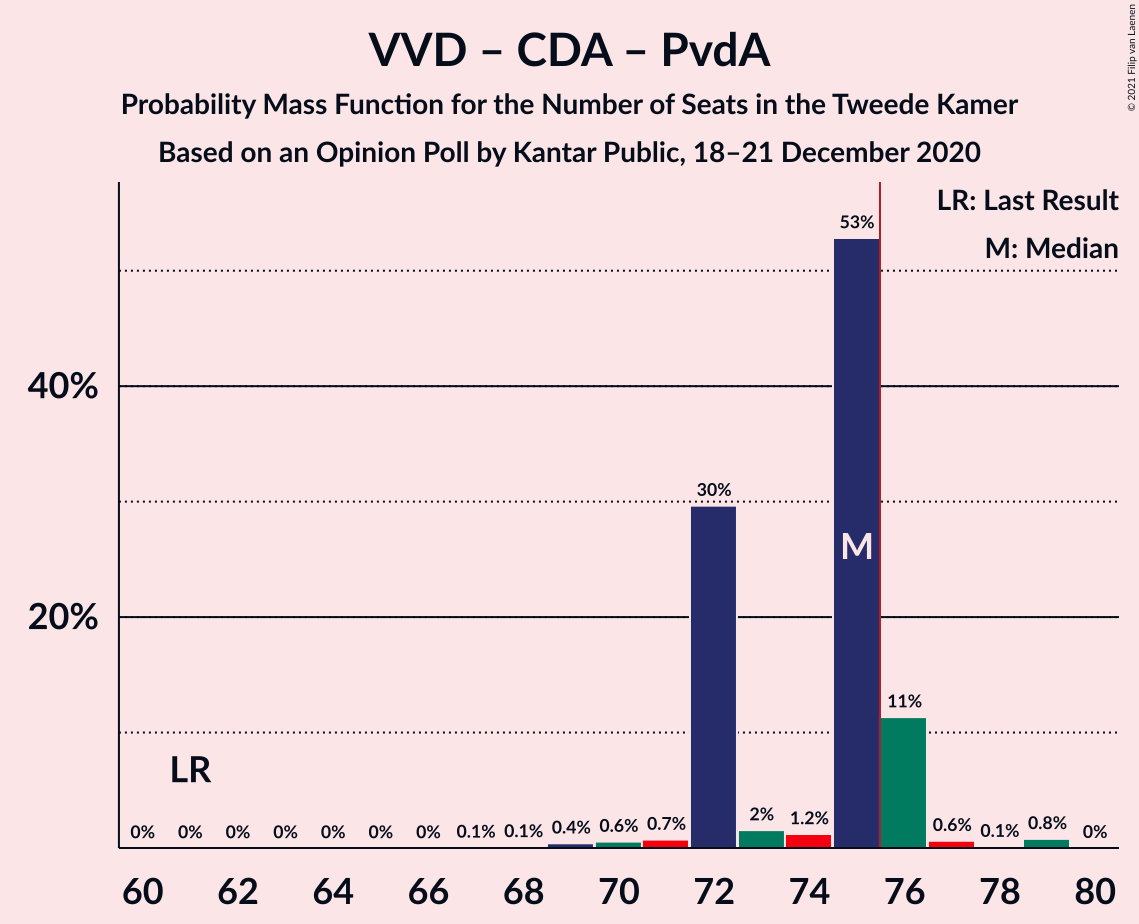 VVD – CDA – PvdA
Probability Mass Function for the Number of Seats in the Tweede Kamer
Based on an Opinion Poll by Kantar Public, 18–21 December 2020
© 2021 Filip van Laenen
LR: Last Result
M: Median
53%
40%
30%
M
20%
11%
LR
0% 0% 0% 0% 0% 0% 0% 0.1% 0.1% 0.4% 0.6% 0.7% 2% 1.2% 0.6% 0.1% 0.8% 0%
60 62 64 66 68 70 72 74 76 78 80